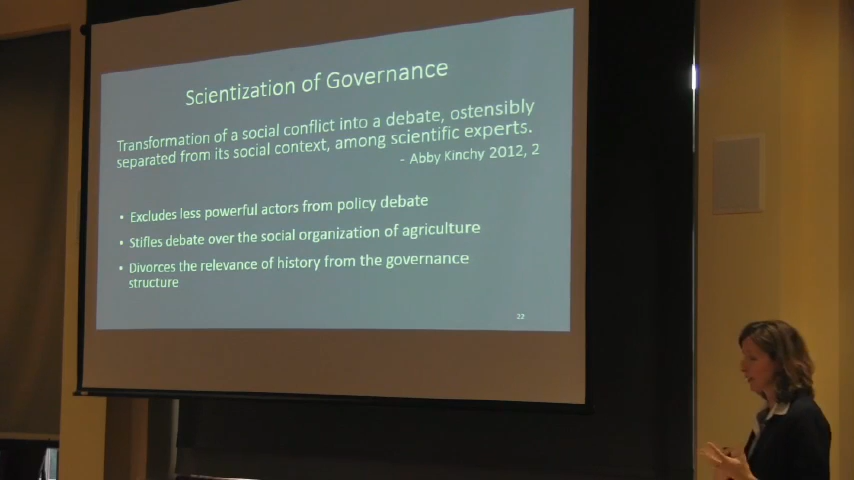 Scientization of Governance
Transformation of a social conflict into a debate, ostensibly
separated from its social context, among scientific experts.
- Abby Kinchy 2012, 2
• Excludes less powerful actors from policy debate
• Stifles debate over the social organization of agriculture
• Divorces the relevance of history from the governance
structure
22